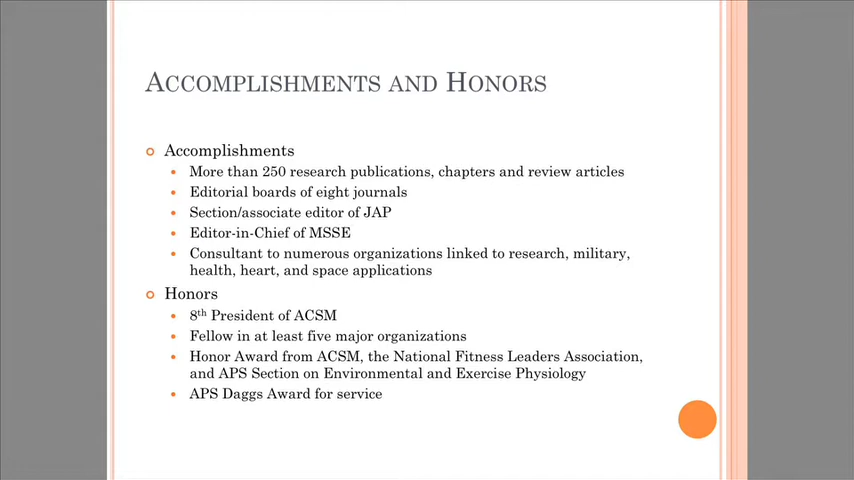 Accomplishments and Honors
Accomplishments
More than 250 research publications, chapters and review articles
Editorial boards of eight journals
Section/associate editor of JAP
Editor-in-Chief of MSSE
Consultant to numerous organizations linked to research, military,
health, heart, and space applications
Honors
8th President of ACSM
Fellow in at least five major organizations
Honor Award from ACSM, the National Fitness Leaders Association,
and APS Section on Environmental and Exercise Physiology
APS Daggs Award for service